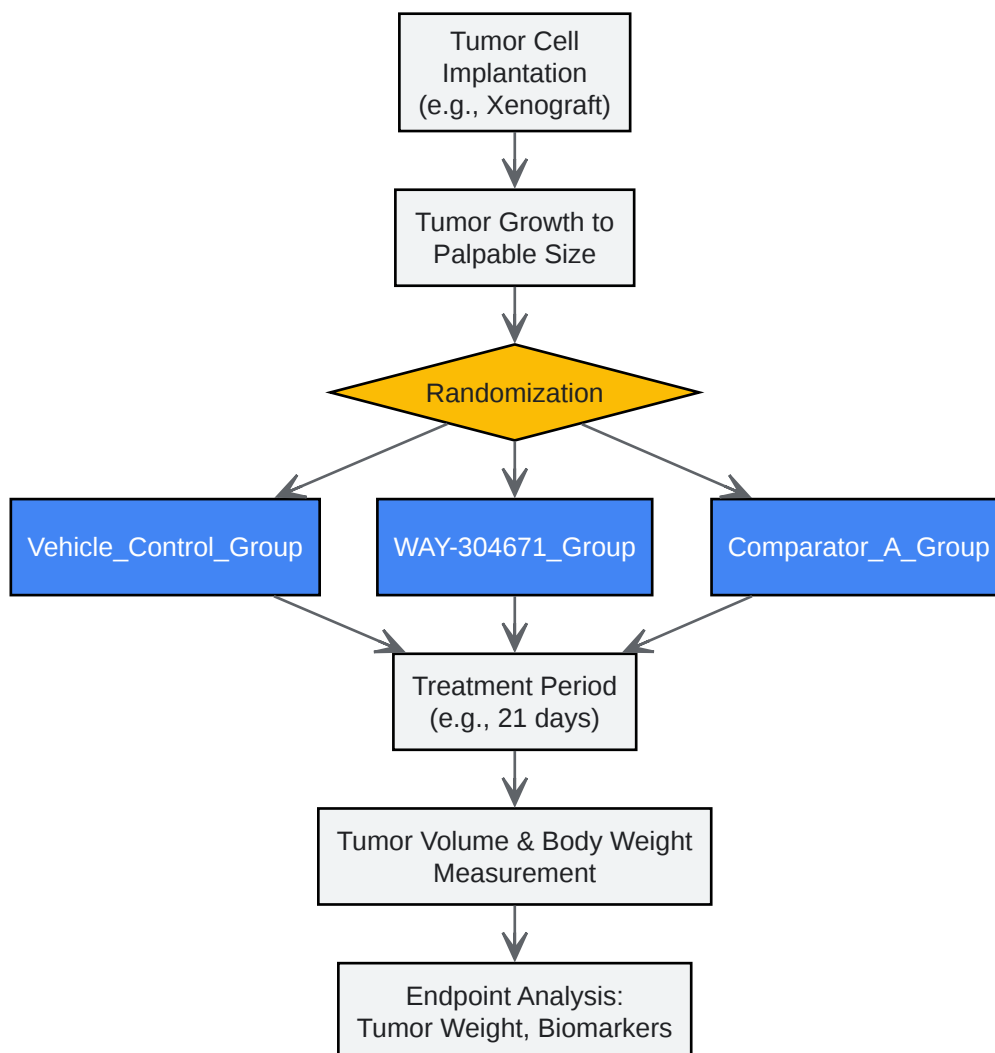 Tumor Cell
Implantation
(e.g., Xenograft)
Tumor Growth to
Palpable Size
Randomization
Vehicle_Control_Group
WAY-304671_Group
Comparator_A_Group
Treatment Period
(e.g., 21 days)
Tumor Volume & Body Weight
Measurement
Endpoint Analysis:
Tumor Weight, Biomarkers